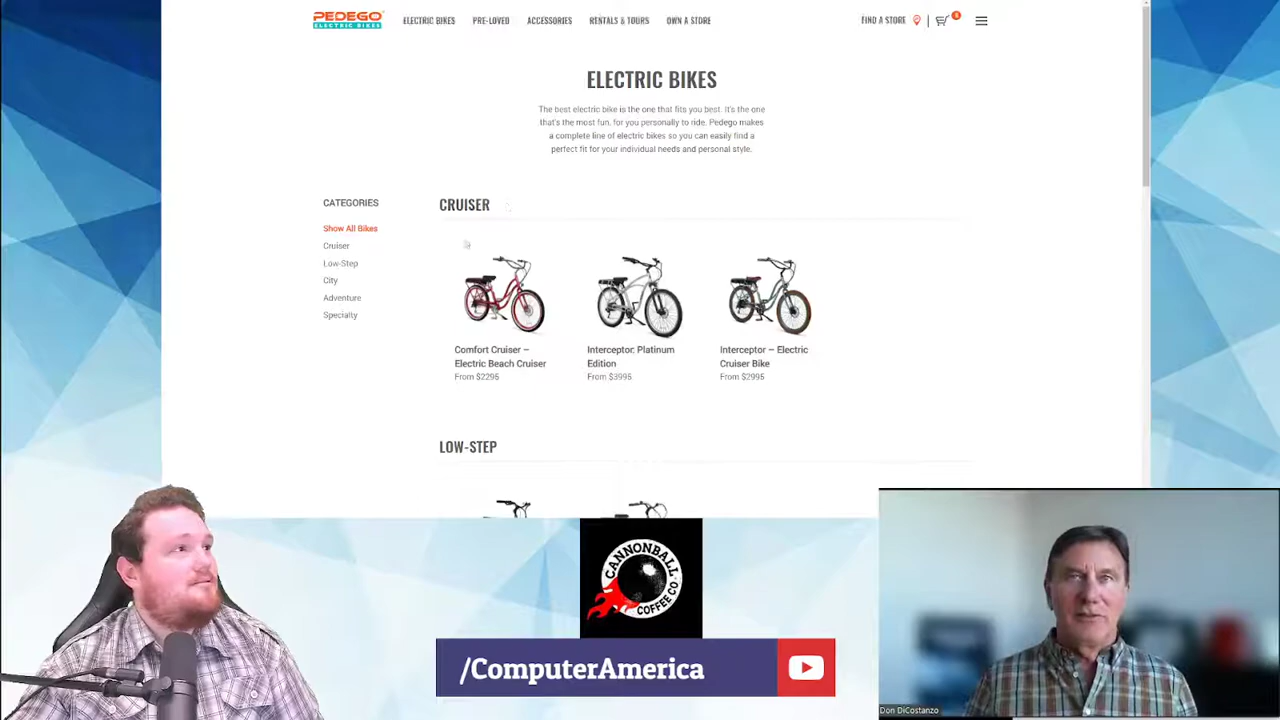 PEDEGO
ELECTRIC BIKES
ELECTRIC BIKES PRE-LOVED ACCESSORIES RENTALS & TOURS OWN A STORE
FIND A STORE
ELECTRIC BIKES
The best electric bike is the one that fits you best. It's the one
that's the most fun, for you personally to ride. Pedego makes
a complete line of electric bikes so you can easily find a
perfect fit for your individual needs and personal style.
CATEGORIES
Show All Bikes
Cruiser
Low-Step
City
Adventure
Specialty
CRUISER
Comfort Cruiser –
Electric Beach Cruiser
From $2295
Interceptor: Platinum
Edition
From $3995
Interceptor – Electric
Cruiser Bike
From $2995
LOW-STEP
CANNONBALL
COFFEE CO.
/ComputerAmerica
Don DiCostanzo